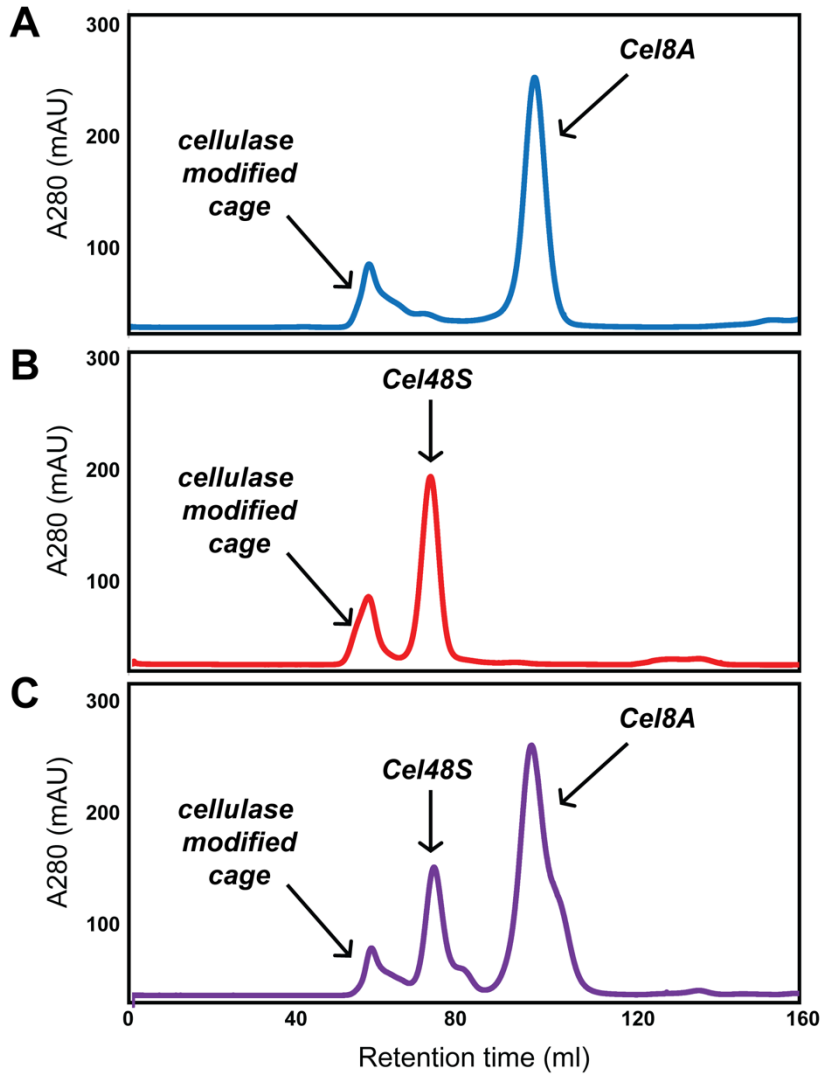 A
300
200
100
A280 (mAU)
cellulase
modified
cage
Cel8A
B
300
200
100
A280 (mAU)
cellulase
modified
cage
Cel48S
C
300
200
100
A280 (mAU)
cellulase
modified
cage
Cel48S
Cel8A
0 40 80 120 160
Retention time (ml)